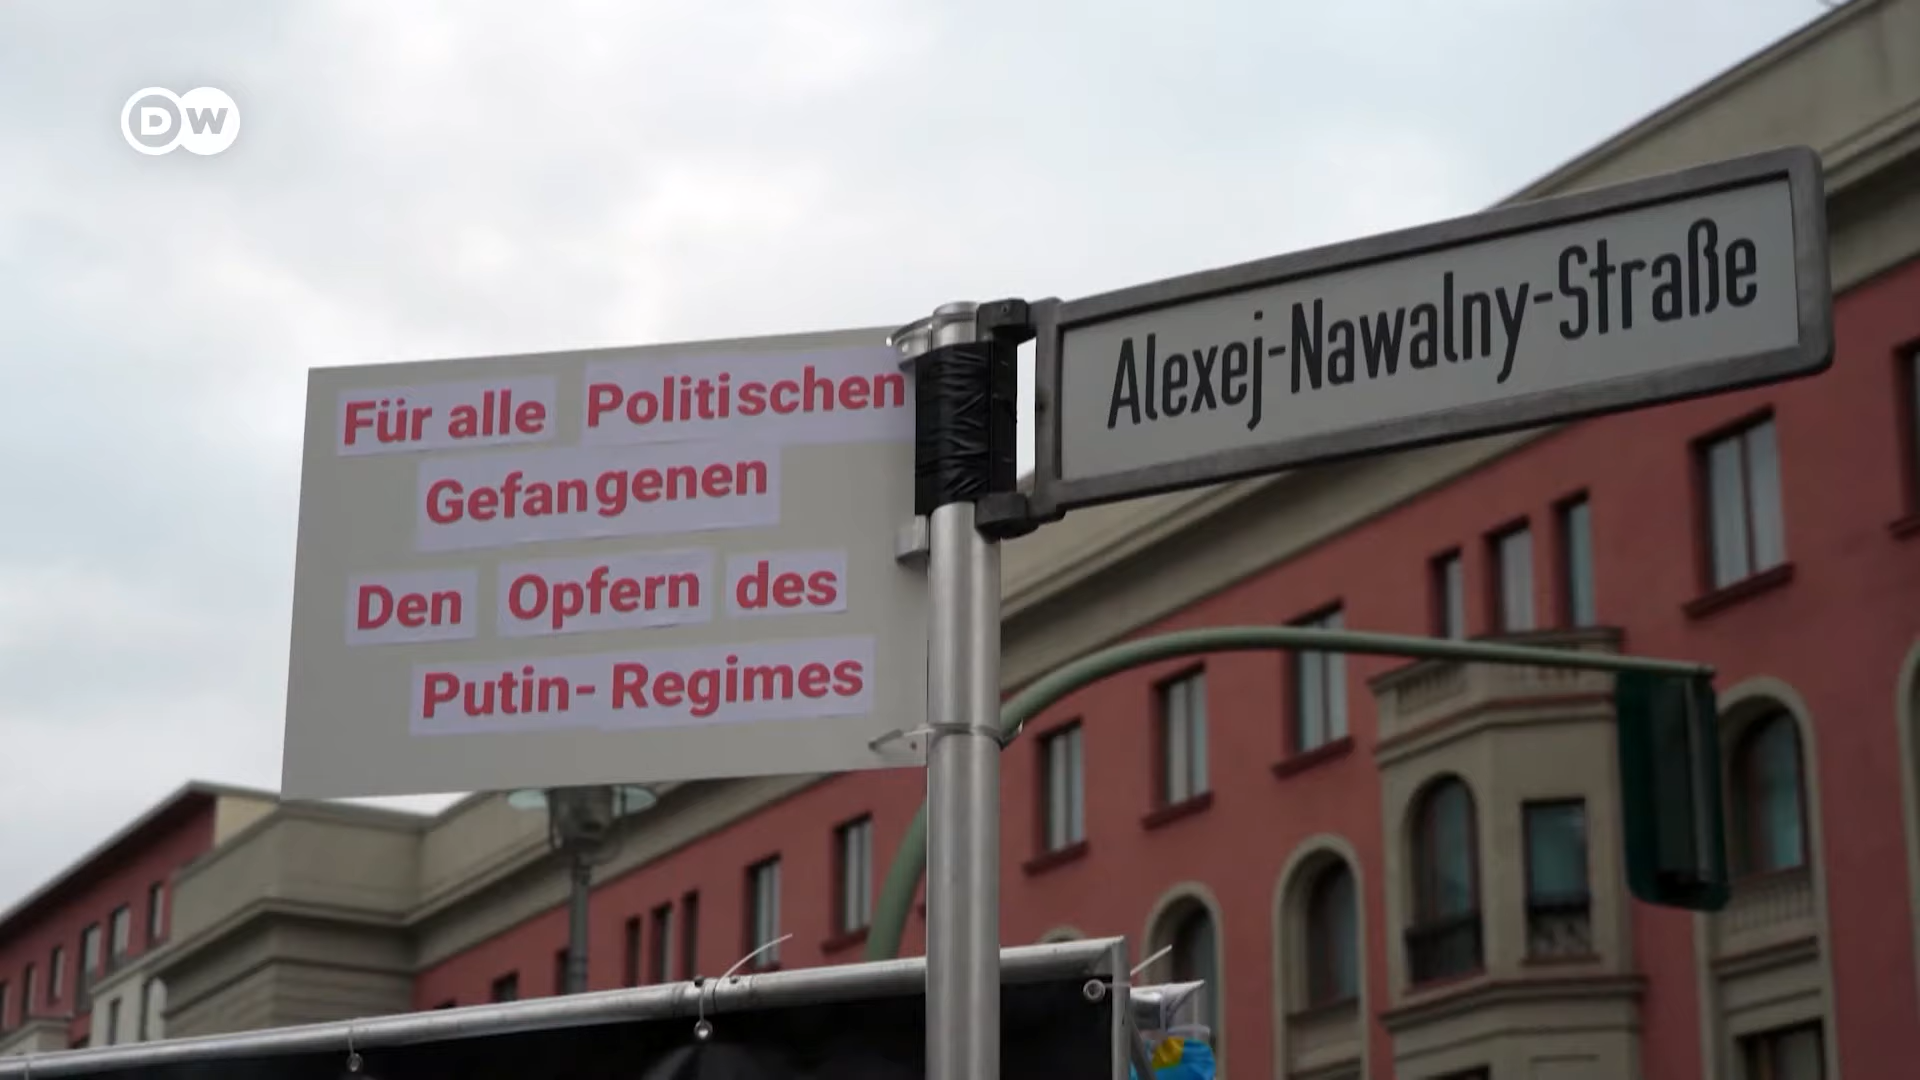 DW
Für alle Politischen
Gefangenen
Den Opfern des
Putin-Regimes
Alexej-Nawalny-Straße